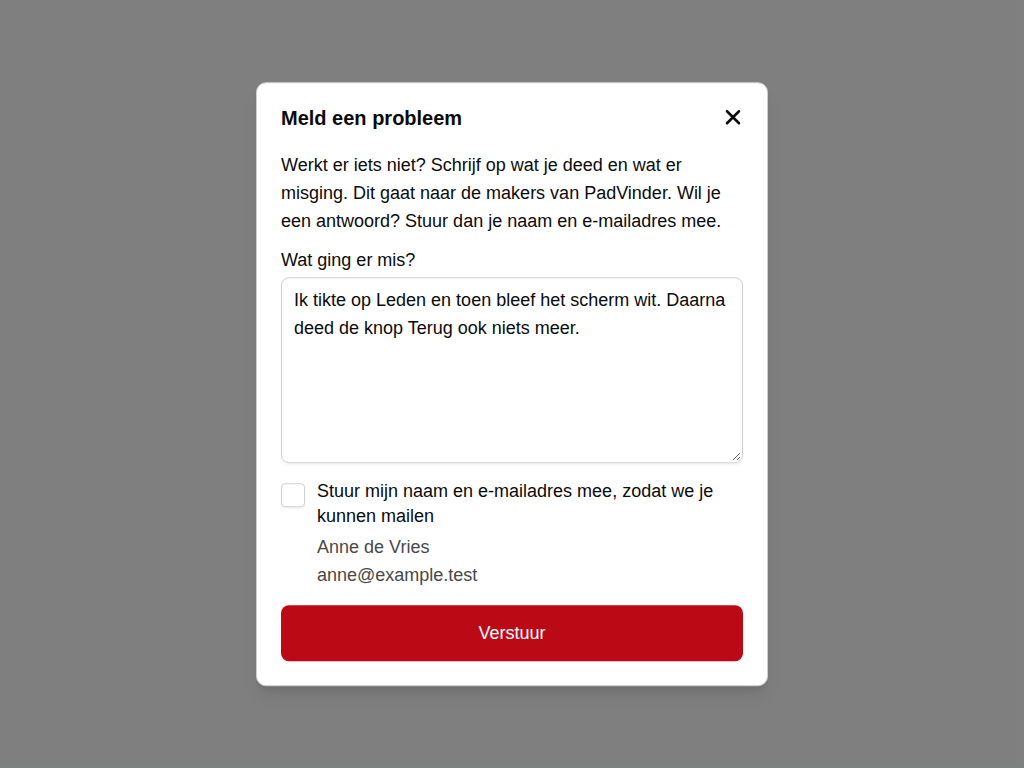 Meld een probleem
Werkt er iets niet? Schrijf op wat je deed en wat er
misging. Dit gaat naar de makers van PadVinder. Wil je
een antwoord? Stuur dan je naam en e-mailadres mee.
Wat ging er mis?
Ik tikte op Leden en toen bleef het scherm wit. Daarna
deed de knop Terug ook niets meer.
Stuur mijn naam en e-mailadres mee, zodat we je
kunnen mailen
Anne de Vries
anne@example.test
Verstuur